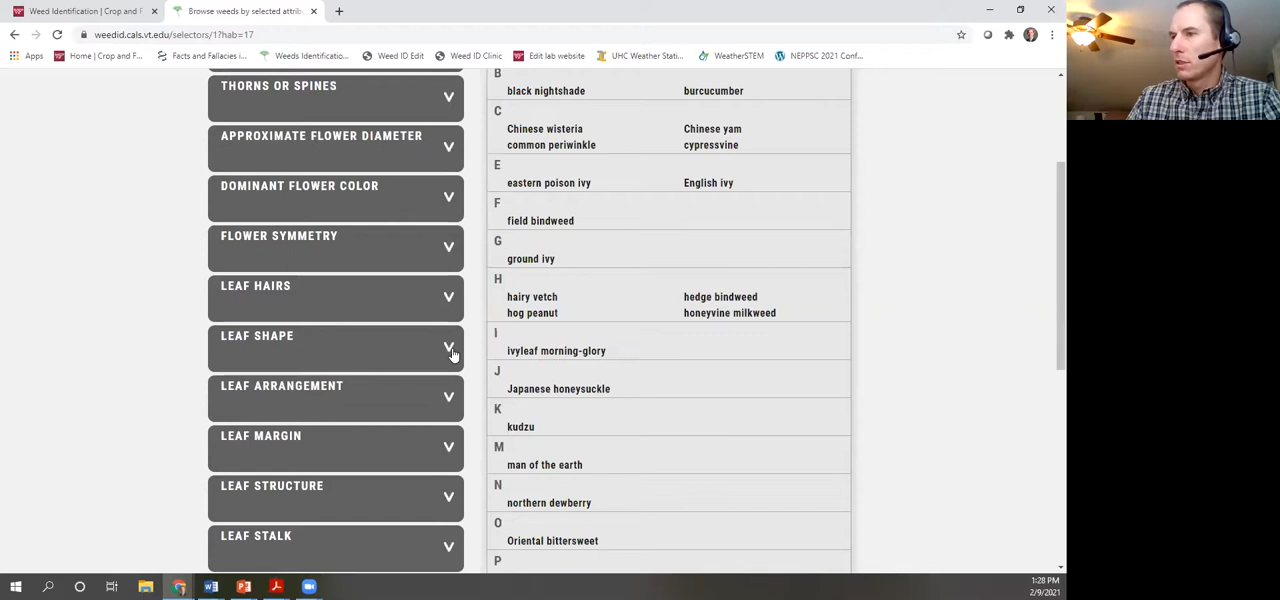 Weed Identification | Crop and F
Browse weeds by selected attrib
weedid.cals.vt.edu/selectors/1?hab=17
Apps
Home | Crop and F...
Facts and Fallacies i...
Weeds Identificatio...
Weed ID Edit
Weed ID Clinic
Edit lab website
UHC Weather Stati...
WeatherSTEM
NEPPSC 2021 Conf...
THORNS OR SPINES
APPROXIMATE FLOWER DIAMETER
DOMINANT FLOWER COLOR
FLOWER SYMMETRY
LEAF HAIRS
LEAF SHAPE
LEAF ARRANGEMENT
LEAF MARGIN
LEAF STRUCTURE
LEAF STALK
B
black nightshade burcucumber
C
Chinese wisteria Chinese yam
common periwinkle cypressvine
E
eastern poison ivy English ivy
F
field bindweed
G
ground ivy
H
hairy vetch hedge bindweed
hog peanut honeyvine milkweed
I
ivyleaf morning-glory
J
Japanese honeysuckle
K
kudzu
M
man of the earth
N
northern dewberry
O
Oriental bittersweet
P
1:28 PM
2/9/2021